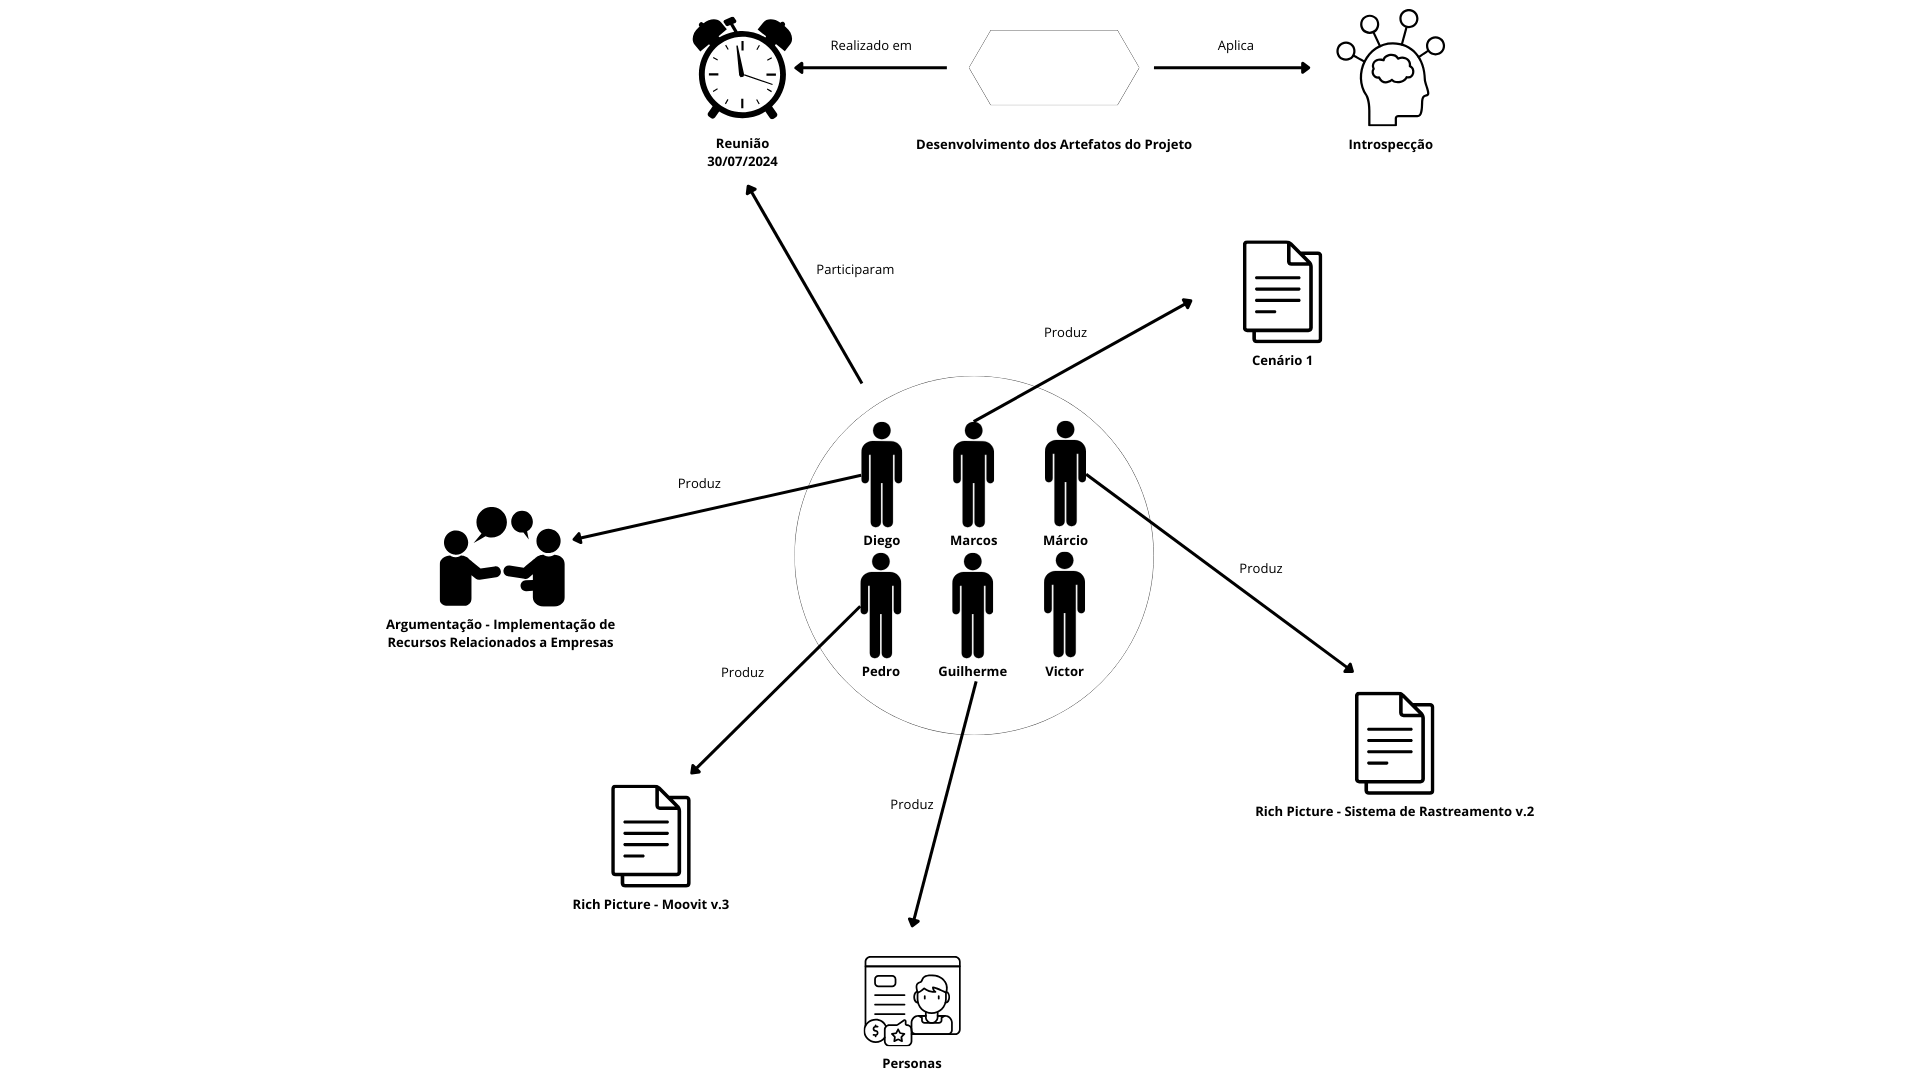 Realizado em
Aplica
Reunião
30/07/2024
Desenvolvimento dos Artefatos do Projeto
Introspecção
Participaram
Produz
Cenário 1
Produz
Diego
Marcos
Márcio
Produz
Argumentação - Implementação de
Recursos Relacionados a Empresas
Pedro
Guilherme
Victor
Produz
Produz
Rich Picture - Sistema de Rastreamento v.2
Rich Picture - Moovit v.3
$
Personas